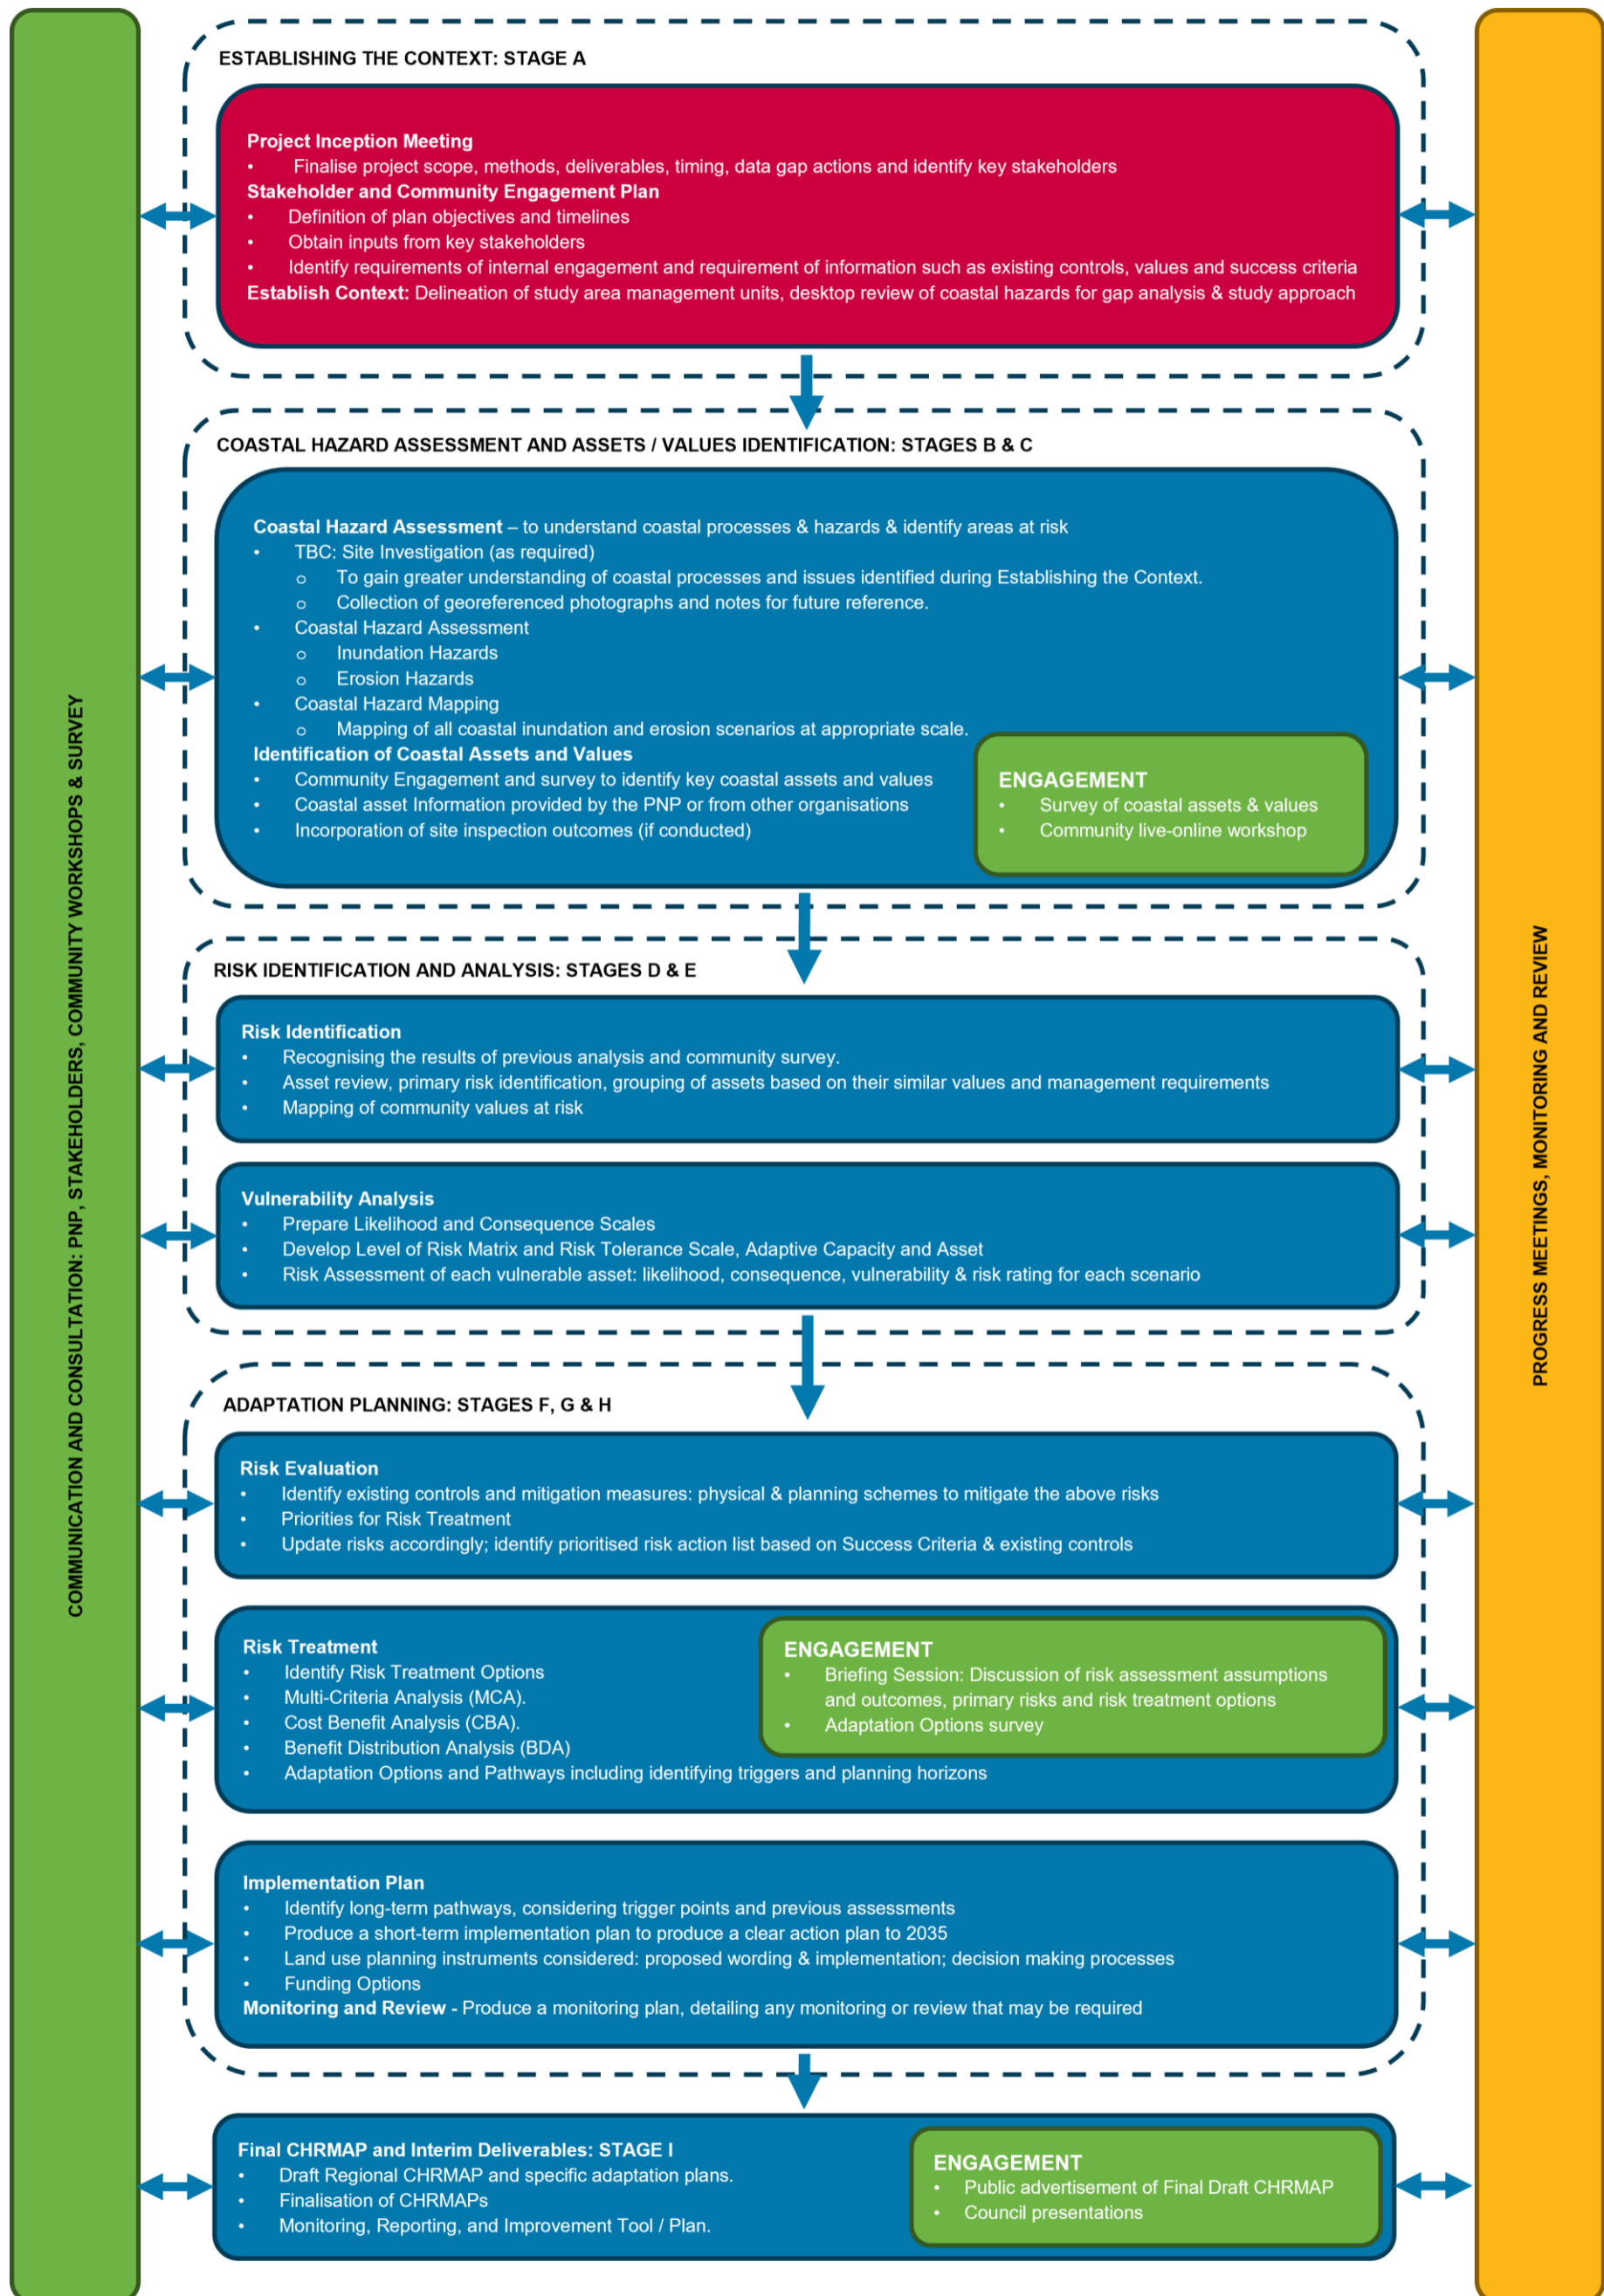 COMMUNICATION AND CONSULTATION: PNP, STAKEHOLDERS, COMMUNITY WORKSHOPS & SURVEY
ESTABLISHING THE CONTEXT: STAGE A
Project Inception Meeting
• Finalise project scope, methods, deliverables, timing, data gap actions and identify key stakeholders
Stakeholder and Community Engagement Plan
• Definition of plan objectives and timelines
• Obtain inputs from key stakeholders
• Identify requirements of internal engagement and requirement of information such as existing controls, values and success criteria
Establish Context: Delineation of study area management units, desktop review of coastal hazards for gap analysis & study approach
COASTAL HAZARD ASSESSMENT AND ASSETS / VALUES IDENTIFICATION: STAGES B & C
Coastal Hazard Assessment – to understand coastal processes & hazards & identify areas at risk
• TBC: Site Investigation (as required)
o To gain greater understanding of coastal processes and issues identified during Establishing the Context.
o Collection of georeferenced photographs and notes for future reference.
• Coastal Hazard Assessment
o Inundation Hazards
o Erosion Hazards
• Coastal Hazard Mapping
o Mapping of all coastal inundation and erosion scenarios at appropriate scale.
Identification of Coastal Assets and Values
• Community Engagement and survey to identify key coastal assets and values
• Coastal asset Information provided by the PNP or from other organisations
• Incorporation of site inspection outcomes (if conducted)
ENGAGEMENT
• Survey of coastal assets & values
• Community live-online workshop
RISK IDENTIFICATION AND ANALYSIS: STAGES D & E
Risk Identification
• Recognising the results of previous analysis and community survey.
• Asset review, primary risk identification, grouping of assets based on their similar values and management requirements
• Mapping of community values at risk
Vulnerability Analysis
• Prepare Likelihood and Consequence Scales
• Develop Level of Risk Matrix and Risk Tolerance Scale, Adaptive Capacity and Asset
• Risk Assessment of each vulnerable asset: likelihood, consequence, vulnerability & risk rating for each scenario
ADAPTATION PLANNING: STAGES F, G & H
Risk Evaluation
• Identify existing controls and mitigation measures: physical & planning schemes to mitigate the above risks
• Priorities for Risk Treatment
• Update risks accordingly; identify prioritised risk action list based on Success Criteria & existing controls
Risk Treatment
• Identify Risk Treatment Options
• Multi-Criteria Analysis (MCA).
• Cost Benefit Analysis (CBA).
• Benefit Distribution Analysis (BDA)
• Adaptation Options and Pathways including identifying triggers and planning horizons
ENGAGEMENT
• Briefing Session: Discussion of risk assessment assumptions
and outcomes, primary risks and risk treatment options
• Adaptation Options survey
Implementation Plan
• Identify long-term pathways, considering trigger points and previous assessments
• Produce a short-term implementation plan to produce a clear action plan to 2035
• Land use planning instruments considered: proposed wording & implementation; decision making processes
• Funding Options
Monitoring and Review - Produce a monitoring plan, detailing any monitoring or review that may be required
Final CHRMAP and Interim Deliverables: STAGE I
• Draft Regional CHRMAP and specific adaptation plans.
• Finalisation of CHRMAPs
• Monitoring, Reporting, and Improvement Tool / Plan.
ENGAGEMENT
• Public advertisement of Final Draft CHRMAP
• Council presentations
PROGRESS MEETINGS, MONITORING AND REVIEW